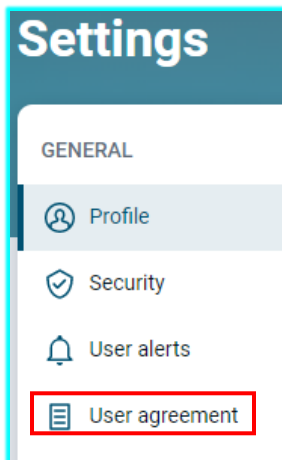 Settings
GENERAL
Profile
Security
User alerts
User agreement